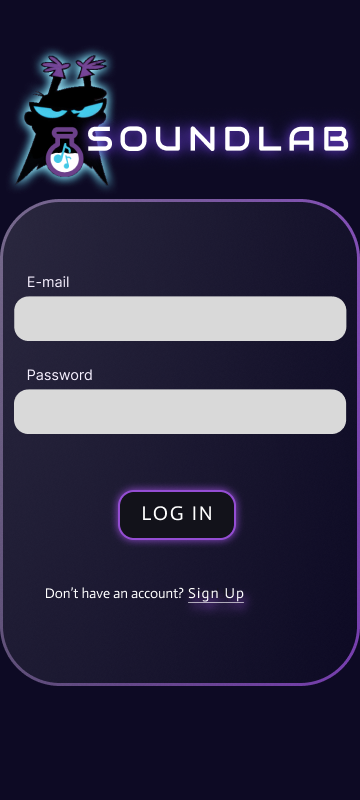 SOUNDLAB
E-mail
Password
LOG IN
Don't have an account? Sign Up